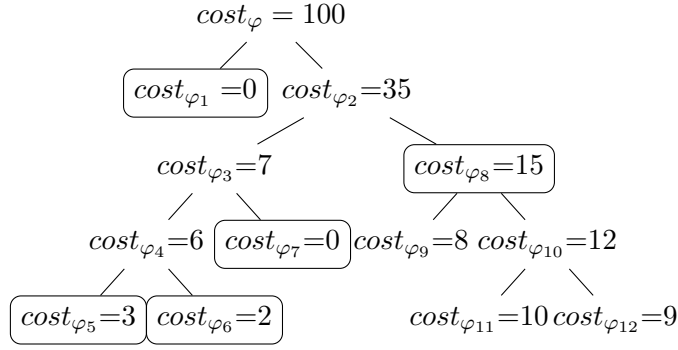 cost_φ = 100
cost_φ₁ =0 cost_φ₂=35
cost_φ₃=7 cost_φ₈=15
cost_φ₄=6 cost_φ₇=0 cost_φ₉=8 cost_φ₁₀=12
cost_φ₅=3 cost_φ₆=2 cost_φ₁₁=10 cost_φ₁₂=9